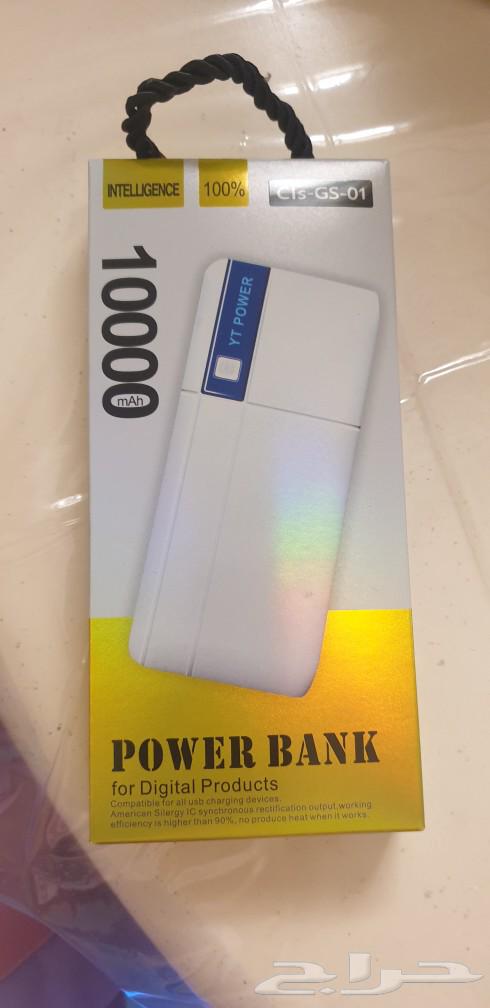 INTELLIGENCE
100%
CIs-GS-01
10000
mAh
YT POWER
POWER BANK
for Digital Products
Compatible for all usb charging devices.
American Silergy IC synchronous rectification output,working
efficiency is higher than 90%, no produce heat when it works.
حراج